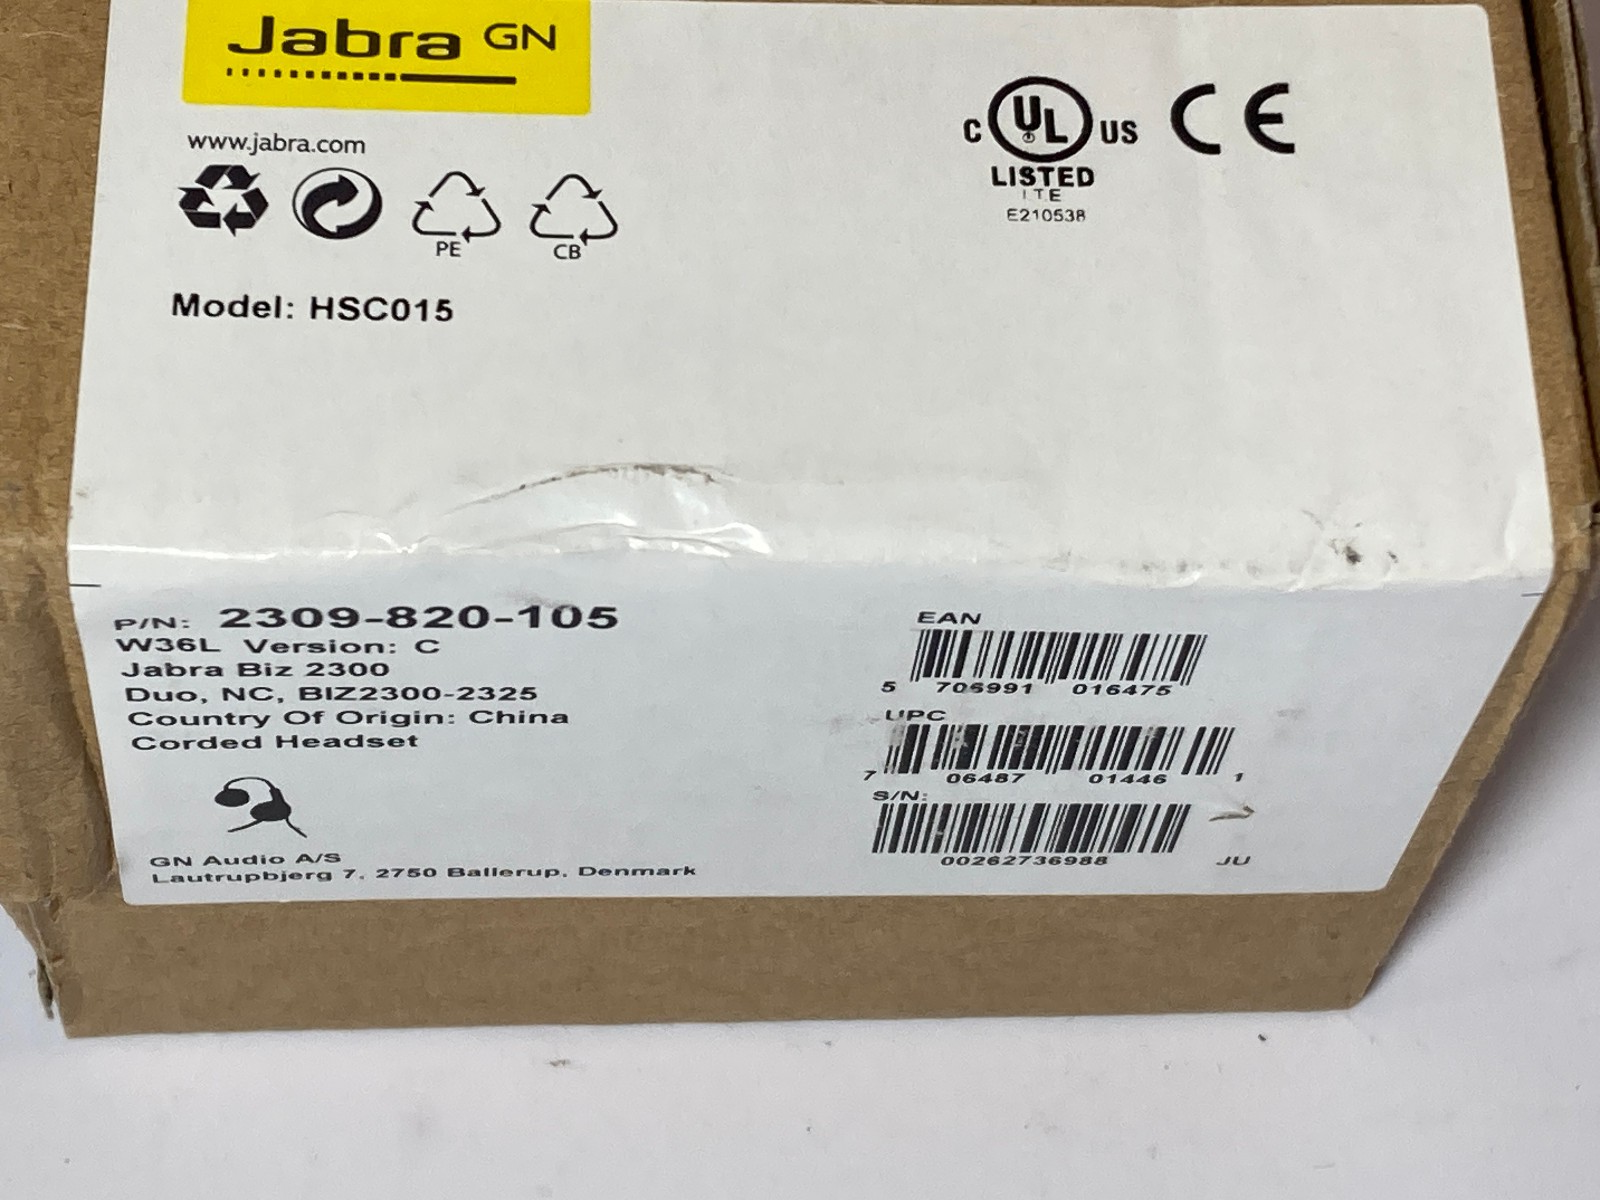 Jabra GN
www.jabra.com
PE
CB
Model: HSC015
C UL US
LISTED
I.T.E
E210538
CE
P/N: 2309-820-105
W36L Version: C
Jabra Biz 2300
Duo, NC, BIZ2300-2325
Country Of Origin: China
Corded Headset
GN Audio A/S
Lautrupbjerg 7, 2750 Ballerup, Denmark
EAN
5 706991 016475
UPC
7 06487 01446 1
S/N:
00262736988
JU